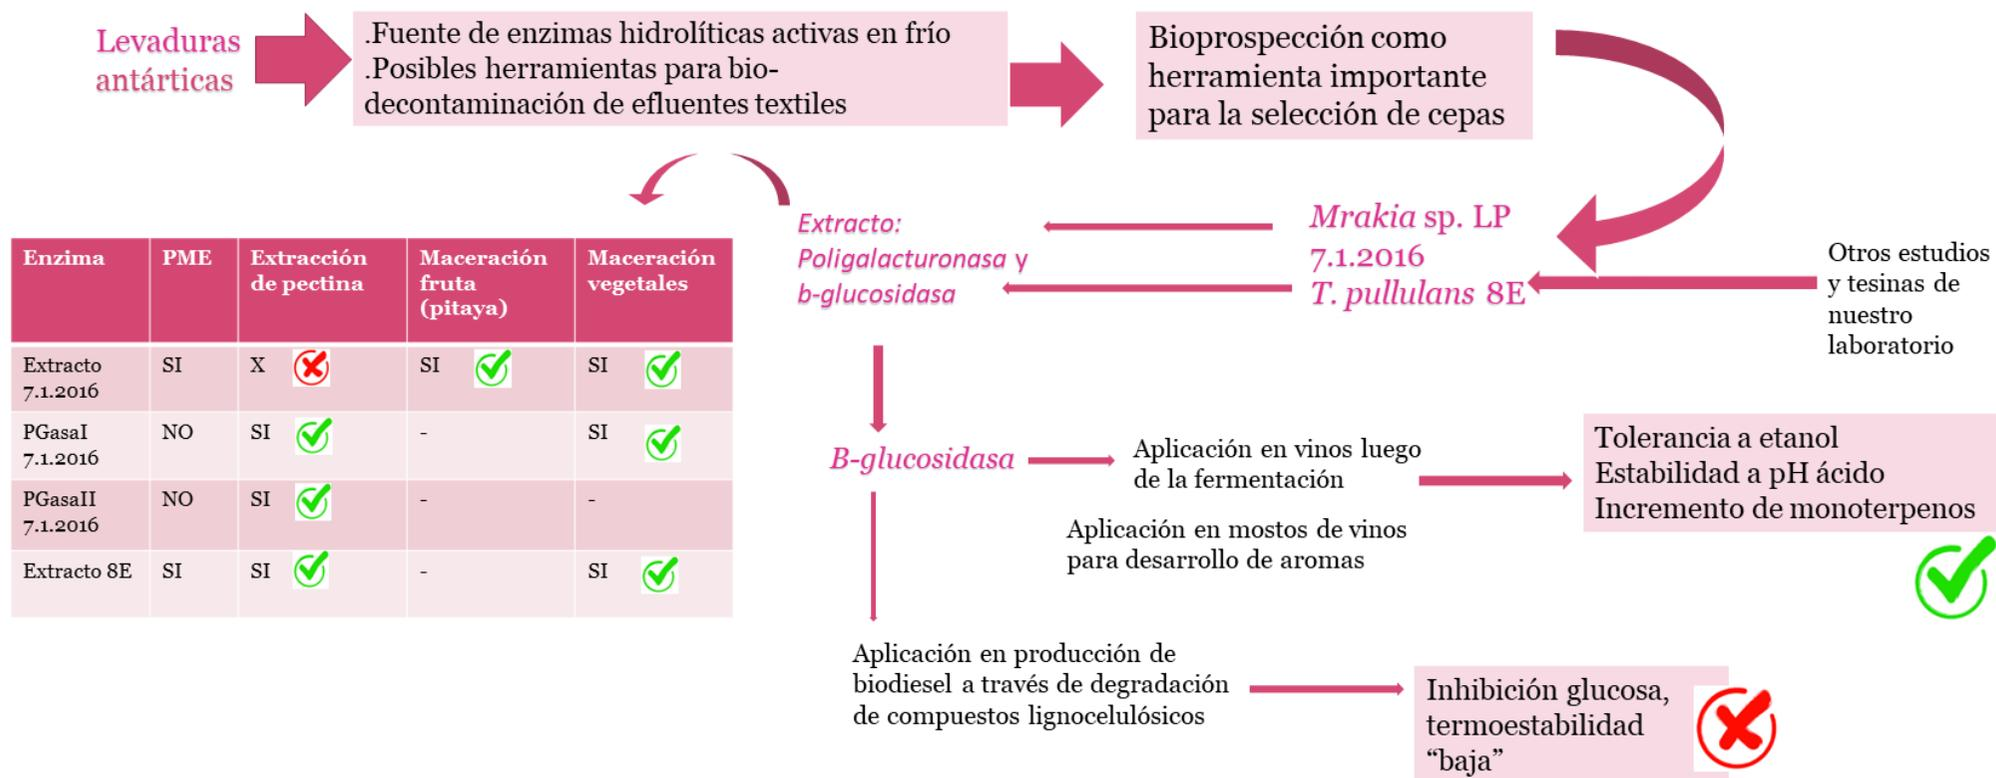 Levaduras
antárticas
.Fuente de enzimas hidrolíticas activas en frío
.Posibles herramientas para bio-
decontaminación de efluentes textiles
Bioprospección como
herramienta importante
para la selección de cepas
Mrakia sp. LP
7.1.2016
T. pullulans 8E
Otros estudios
y tesinas de
nuestro
laboratorio
Extracto:
Poligalacturonasa y
b-glucosidasa
Enzima PME Extracción de pectina Maceración fruta (pitaya) Maceración vegetales
Extracto 7.1.2016 SI X SI SI
PGasaI 7.1.2016 NO SI - SI
PGasaII 7.1.2016 NO SI - -
Extracto 8E SI SI - SI
B-glucosidasa
Aplicación en vinos luego
de la fermentación
Aplicación en mostos de vinos
para desarrollo de aromas
Tolerancia a etanol
Estabilidad a pH ácido
Incremento de monoterpenos
Aplicación en producción de
biodiesel a través de degradación
de compuestos lignocelulósicos
Inhibición glucosa,
termoestabilidad
“baja”